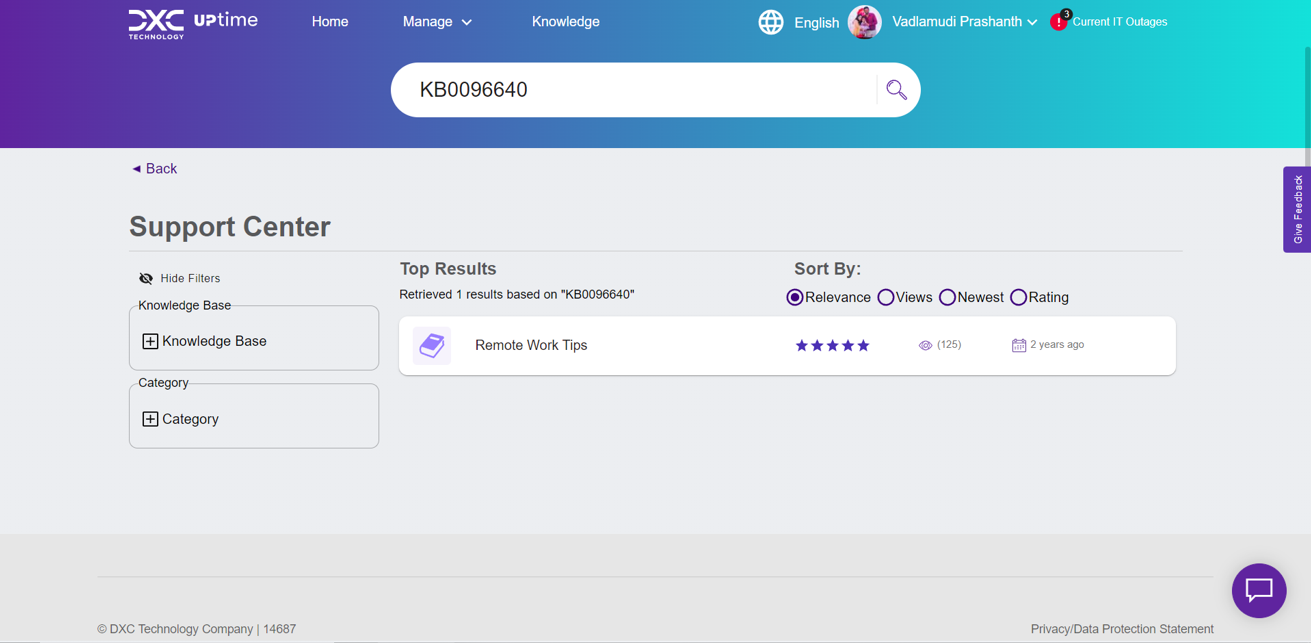 DXC TECHNOLOGY UPtime
Home
Manage
Knowledge
English
Vadlamudi Prashanth
! 3 Current IT Outages
KB0096640
◄ Back
Give Feedback
Support Center
Hide Filters
Knowledge Base
Knowledge Base
Category
Category
Top Results
Retrieved 1 results based on "KB0096640"
Sort By:
Relevance Views Newest Rating
Remote Work Tips
(125)
2 years ago
© DXC Technology Company | 14687
Privacy/Data Protection Statement